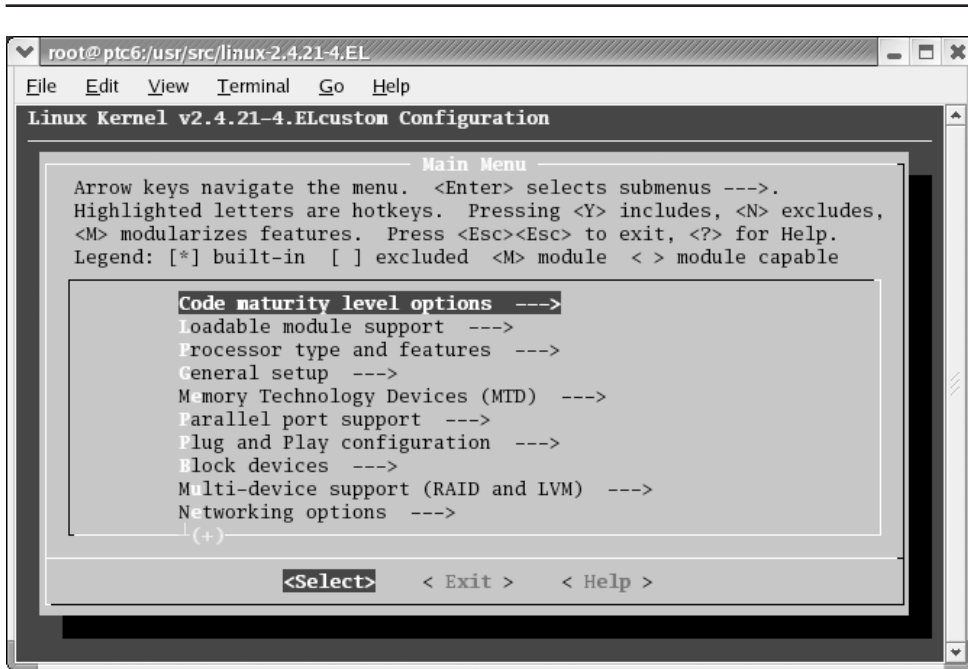 root@ptc6:/usr/src/linux-2.4.21-4.EL
File Edit View Terminal Go Help
Linux Kernel v2.4.21-4.ELcustom Configuration
Main Menu
Arrow keys navigate the menu. <Enter> selects submenus --->.
Highlighted letters are hotkeys. Pressing <Y> includes, <N> excludes,
<M> modularizes features. Press <Esc><Esc> to exit, <?> for Help.
Legend: [*] built-in [ ] excluded <M> module < > module capable
Code maturity level options --->
Loadable module support --->
Processor type and features --->
General setup --->
Memory Technology Devices (MTD) --->
Parallel port support --->
Plug and Play configuration --->
Block devices --->
Multi-device support (RAID and LVM) --->
Networking options --->
(+)
<Select> < Exit > < Help >